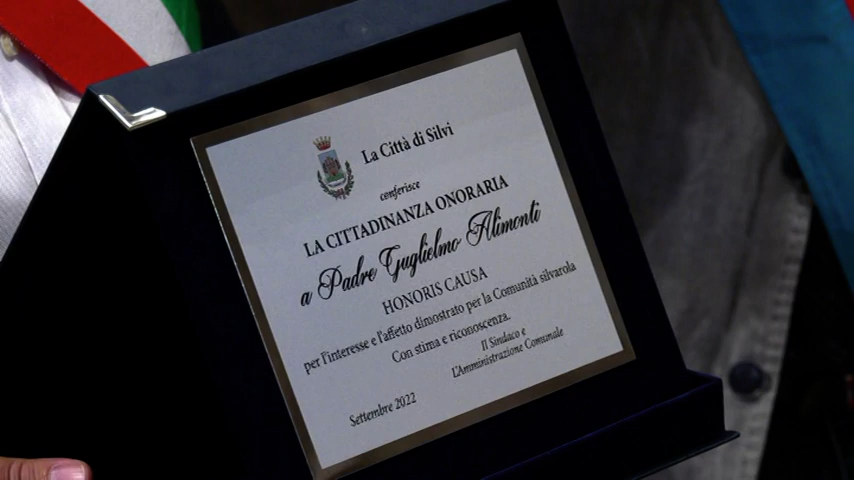 La Città di Silvi
conferisce
LA CITTADINANZA ONORARIA
a Padre Guglielmo Alimonti
HONORIS CAUSA
per l'interesse e l'affetto dimostrato per la Comunità silvarola
Con stima e riconoscenza.
Il Sindaco e
L'Amministrazione Comunale
Settembre 2022